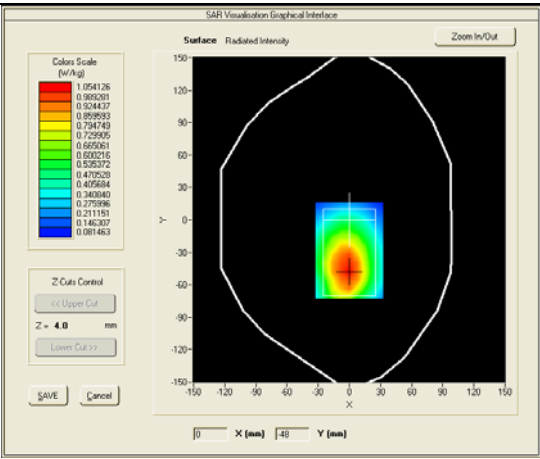 SAR Visualisation Graphical Interface
Surface Radiated Intensity
Zoom In/Out
Colors Scale
(W/kg)
1.054126
0.989281
0.924437
0.859593
0.794749
0.729905
0.665061
0.600216
0.535372
0.470528
0.405684
0.340840
0.275996
0.211151
0.146307
0.081463
Z-Cuts Control
<< Upper Cut
Z = 4.0 mm
Lower Cut >>
SAVE
Cancel
150
120
90
60
30
0
-30
-60
-90
-120
-150
Y
-150 -120 -90 -60 -30 0 30 60 90 120 150
X
0 X (mm) -48 Y (mm)